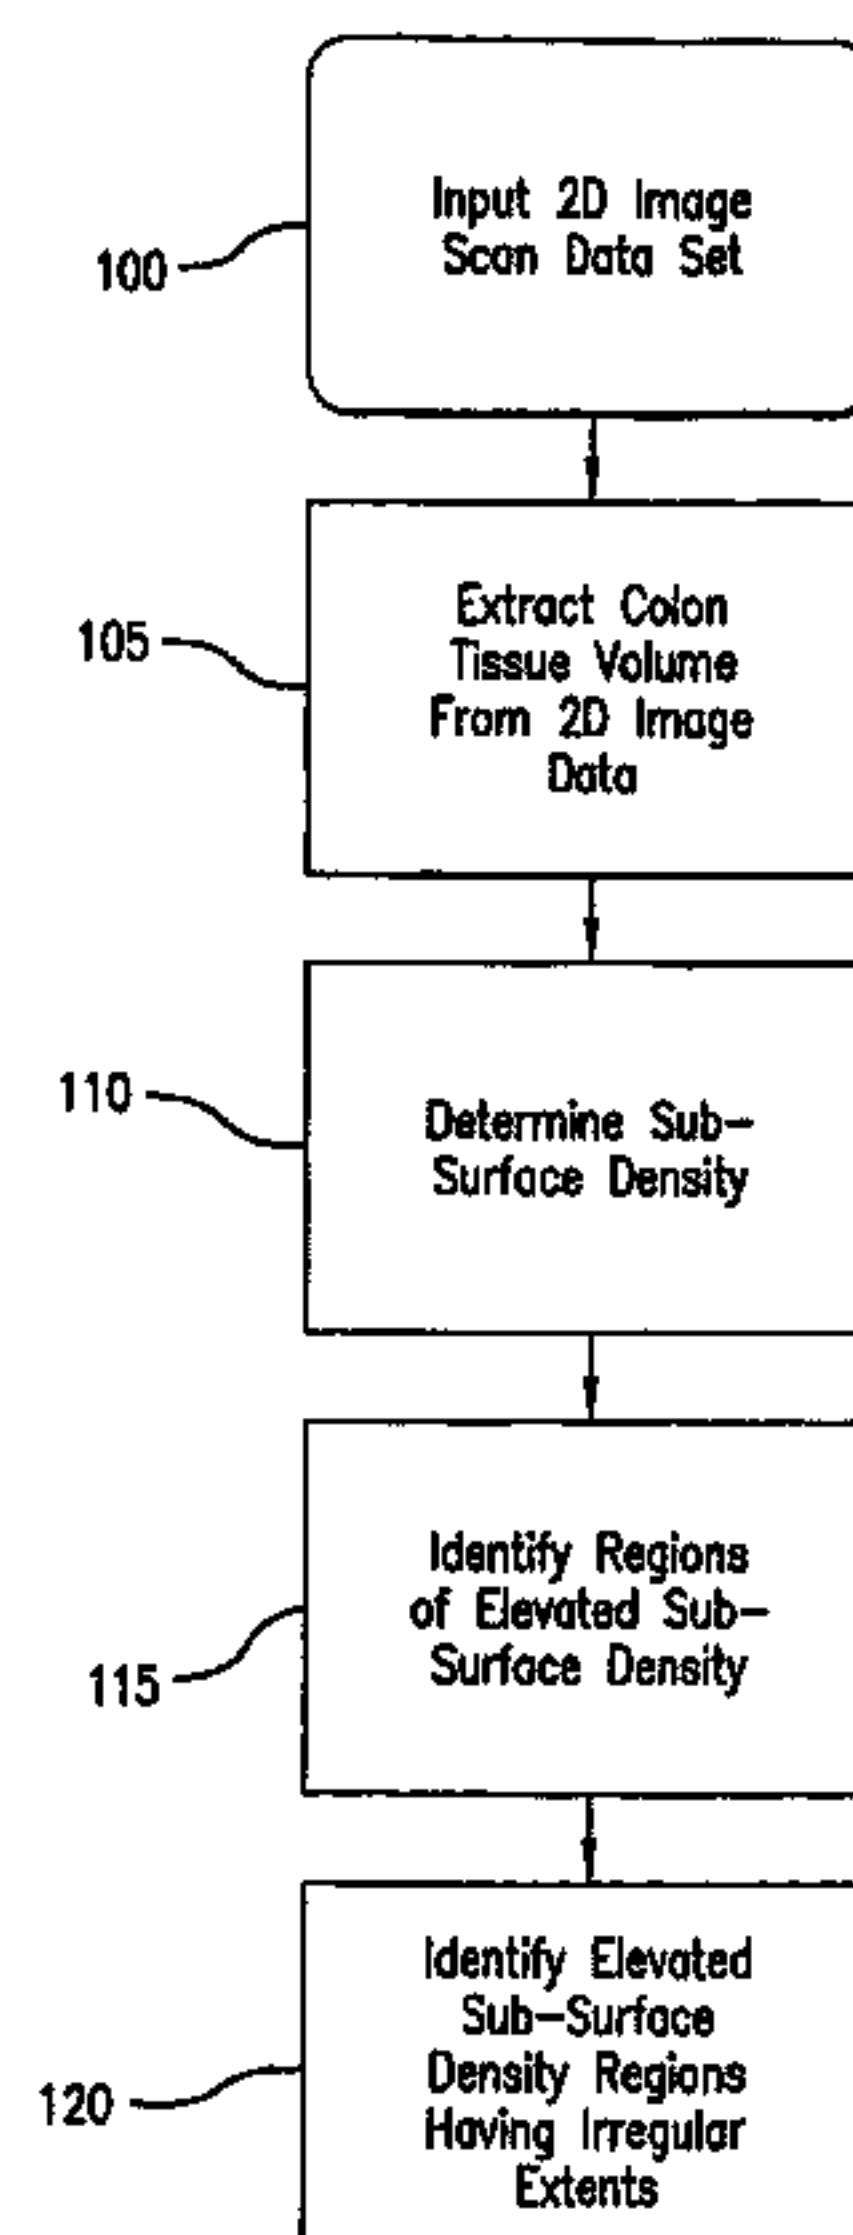 100
Input 2D Image
Scan Data Set
105
Extract Colon
Tissue Volume
From 2D Image
Data
110
Determine Sub-
Surface Density
115
Identify Regions
of Elevated Sub-
Surface Density
120
Identify Elevated
Sub-Surface
Density Regions
Having Irregular
Extents